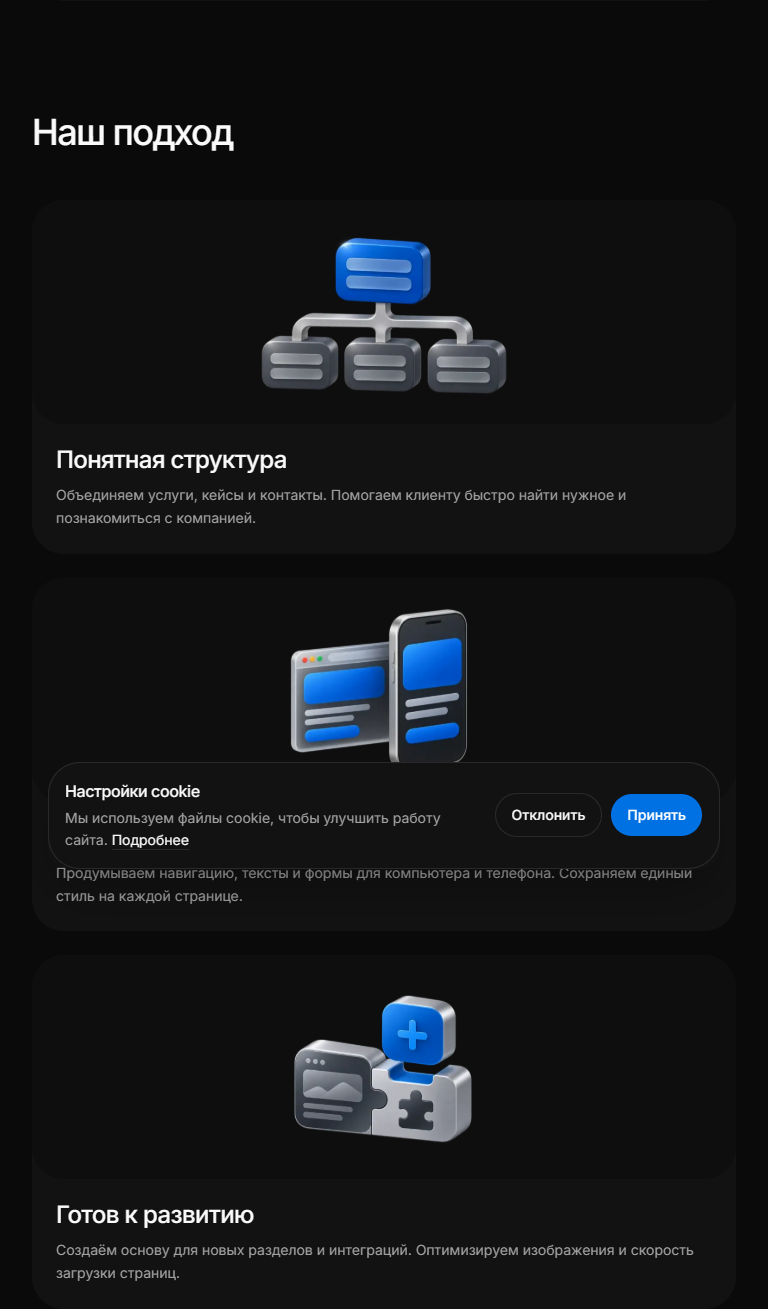 Наш подход
Понятная структура
Объединяем услуги, кейсы и контакты. Помогаем клиенту быстро найти нужное и
познакомиться с компанией.
Настройки cookie
Мы используем файлы cookie, чтобы улучшить работу
сайта. Подробнее
Отклонить
Принять
Продумываем навигацию, тексты и формы для компьютера и телефона. Сохраняем единый
стиль на каждой странице.
Готов к развитию
Создаём основу для новых разделов и интеграций. Оптимизируем изображения и скорость
загрузки страниц.